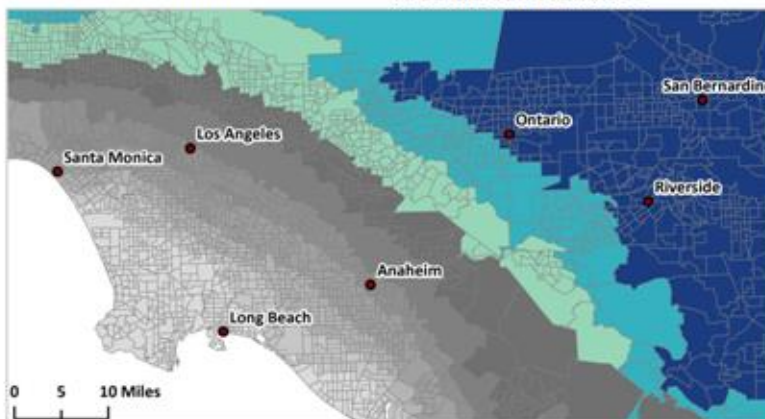 San Bernardin
Ontario
Los Angeles
Santa Monica
Riverside
Anaheim
Long Beach
0 5 10 Miles